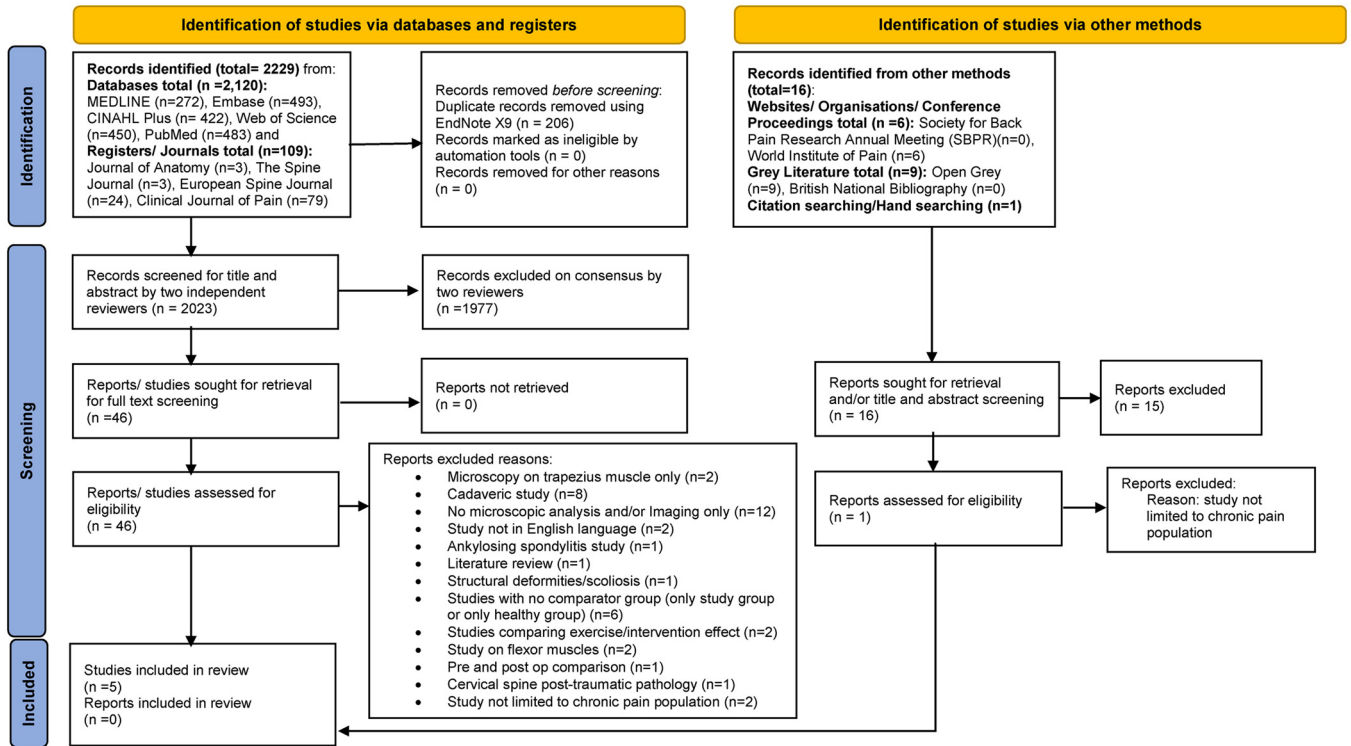 Identification of studies via databases and registers
Identification of studies via other methods
Identification
Records identified (total= 2229) from:
Databases total (n =2,120):
MEDLINE (n=272), Embase (n=493),
CINAHL Plus (n= 422), Web of Science
(n=450), PubMed (n=483) and
Registers/ Journals total (n=109):
Journal of Anatomy (n=3), The Spine
Journal (n=3), European Spine Journal
(n=24), Clinical Journal of Pain (n=79)
Records removed before screening:
Duplicate records removed using
EndNote X9 (n = 206)
Records marked as ineligible by
automation tools (n = 0)
Records removed for other reasons
(n = 0)
Records identified from other methods
(total=16):
Websites/ Organisations/ Conference
Proceedings total (n =6): Society for Back
Pain Research Annual Meeting (SBPR)(n=0),
World Institute of Pain (n=6)
Grey Literature total (n=9): Open Grey
(n=9), British National Bibliography (n=0)
Citation searching/Hand searching (n=1)
Screening
Records screened for title and
abstract by two independent
reviewers (n = 2023)
Records excluded on consensus by
two reviewers
(n =1977)
Reports/ studies sought for retrieval
for full text screening
(n =46)
Reports not retrieved
(n = 0)
Reports sought for retrieval
and/or title and abstract screening
(n = 16)
Reports excluded
(n = 15)
Reports/ studies assessed for
eligibility
(n = 46)
Reports excluded reasons:
• Microscopy on trapezius muscle only (n=2)
• Cadaveric study (n=8)
• No microscopic analysis and/or Imaging only (n=12)
• Study not in English language (n=2)
• Ankylosing spondylitis study (n=1)
• Literature review (n=1)
• Structural deformities/scoliosis (n=1)
• Studies with no comparator group (only study group
or only healthy group) (n=6)
• Studies comparing exercise/intervention effect (n=2)
• Study on flexor muscles (n=2)
• Pre and post op comparison (n=1)
• Cervical spine post-traumatic pathology (n=1)
• Study not limited to chronic pain population (n=2)
Reports assessed for eligibility
(n = 1)
Reports excluded:
Reason: study not
limited to chronic pain
population
Included
Studies included in review
(n =5)
Reports included in review
(n =0)